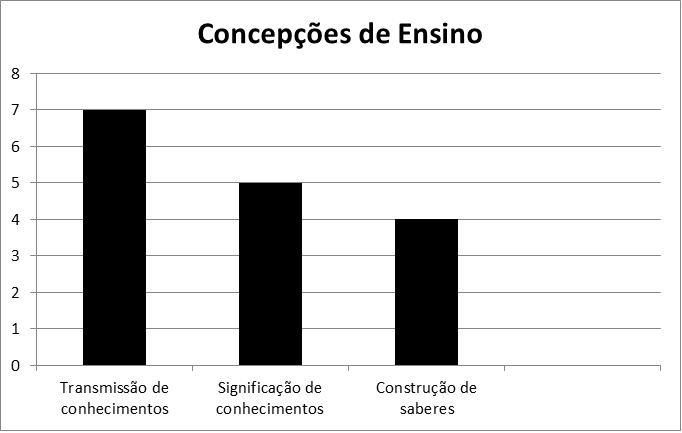 Concepções de Ensino
8
7
6
5
4
3
2
1
0
Transmissão de
conhecimentos
Significação de
conhecimentos
Construção de
saberes